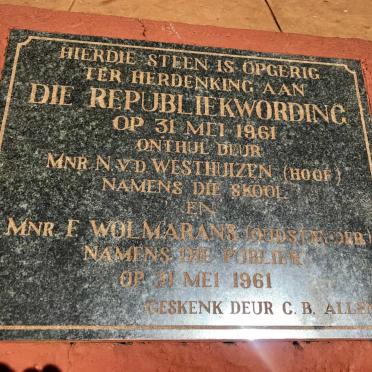 HIERDIE STEEN IS OPGERIG
TER HERDENKING AAN
DIE REPUBLIEKWORDING
OP 31 MEI 1961
ONTHUL DEUR
MNR. N. V'D WESTHUIZEN (HOOF)
NAMENS DIE SKOOL
EN
MNR F WOLMARANS
NAMENS DIE PUBLIEK
OP 31 MEI 1961
GESKENK DEUR C. B. ALLE